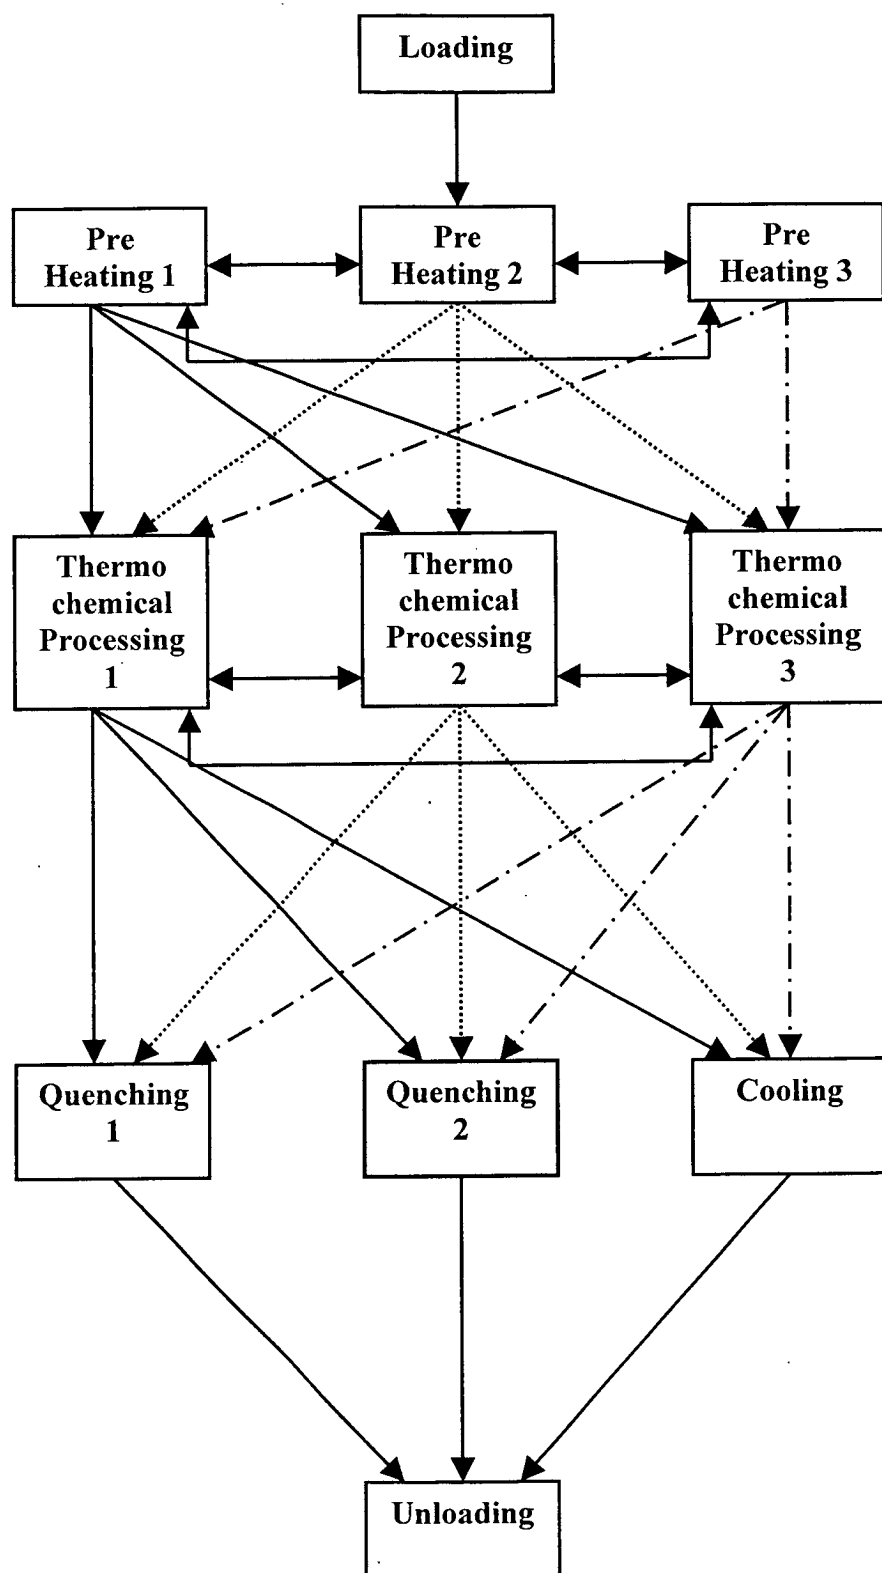 Loading
Pre
Heating 1
Pre
Heating 2
Pre
Heating 3
Thermo
chemical
Processing
1
Thermo
chemical
Processing
2
Thermo
chemical
Processing
3
Quenching
1
Quenching
2
Cooling
Unloading